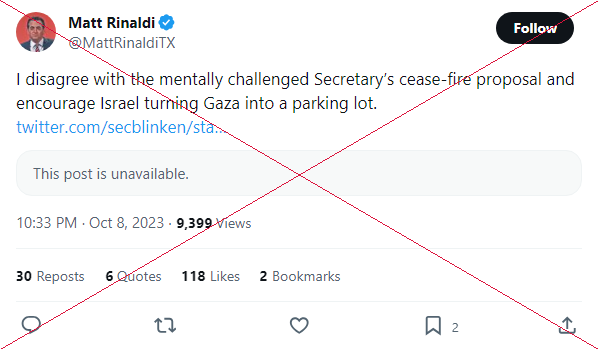 Matt Rinaldi
@MattRinaldiTX
Follow
I disagree with the mentally challenged Secretary's cease-fire proposal and
encourage Israel turning Gaza into a parking lot.
twitter.com/secblinken/sta...
This post is unavailable.
10:33 PM · Oct 8, 2023 · 9,399 Views
30 Reposts 6 Quotes 118 Likes 2 Bookmarks
2